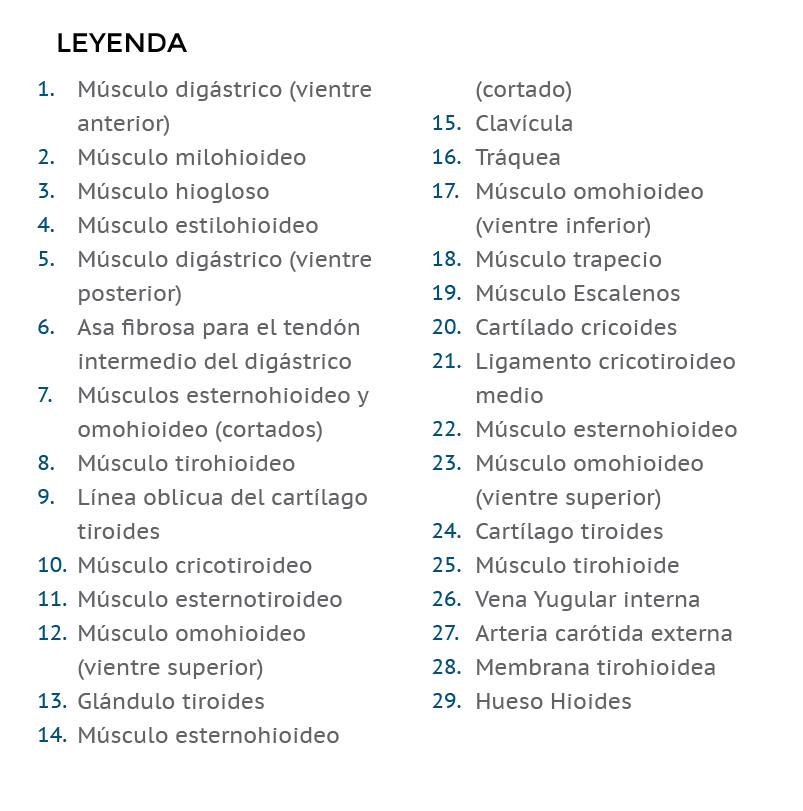 LEYENDA
1. Músculo digástrico (vientre
anterior)
2. Músculo milohioideo
3. Músculo hiogloso
4. Músculo estilohioideo
5. Músculo digástrico (vientre
posterior)
6. Asa fibrosa para el tendón
intermedio del digástrico
7. Músculos esternohioideo y
omohioideo (cortados)
8. Músculo tirohioideo
9. Línea oblicua del cartílago
tiroides
10. Músculo cricotiroideo
11. Músculo esternotiroideo
12. Músculo omohioideo
(vientre superior)
13. Glándulo tiroides
14. Músculo esternohioideo
(cortado)
15. Clavícula
16. Tráquea
17. Músculo omohioideo
(vientre inferior)
18. Músculo trapecio
19. Músculo Escalenos
20. Cartílado cricoides
21. Ligamento cricotiroideo
medio
22. Músculo esternohioideo
23. Músculo omohioideo
(vientre superior)
24. Cartílago tiroides
25. Músculo tirohioide
26. Vena Yugular interna
27. Arteria carótida externa
28. Membrana tirohioidea
29. Hueso Hioides